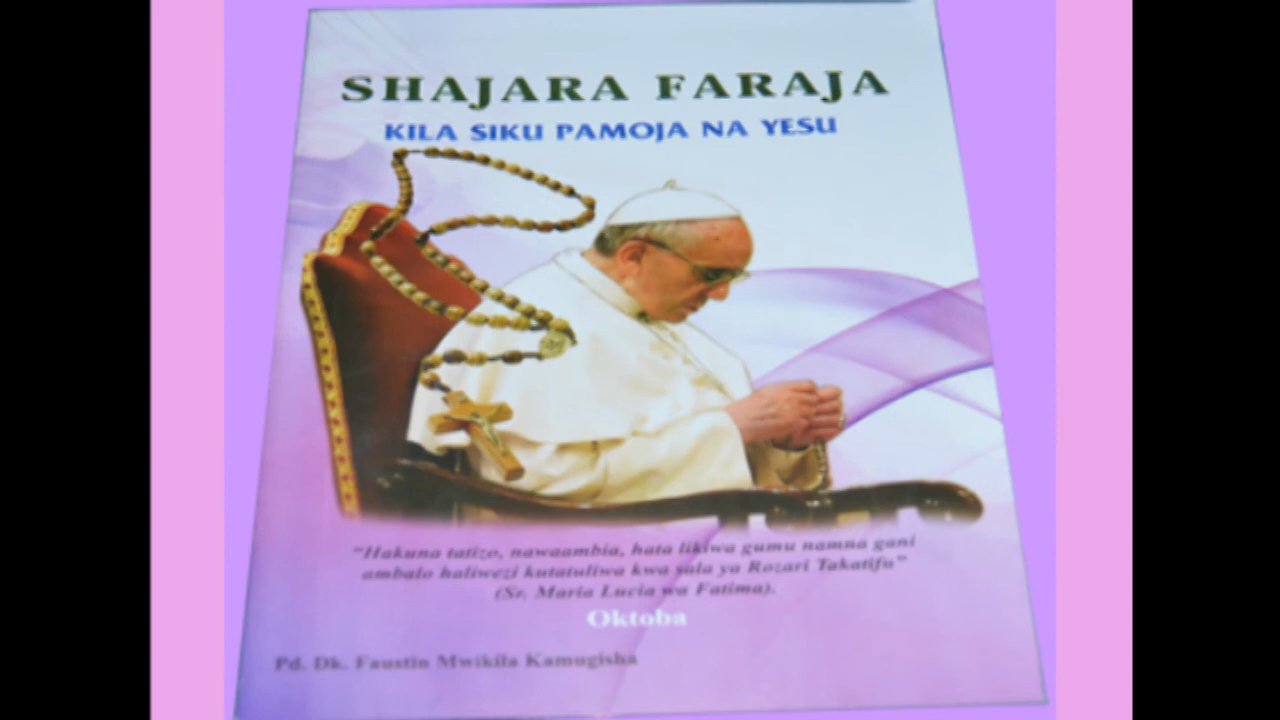 SHAJARA FARAJA
KILA SIKU PAMOJA NA YESU
"Hakuna tatizo, nawaambia, hata likiwa gumu namna gani
ambalo haliwezi kutatuliwa kwa sala ya Rozari Takatifu"
(Sr. Maria Lucia wa Fatima).
Oktoba
Pd. Dk. Faustin Mwikila Kamugisha